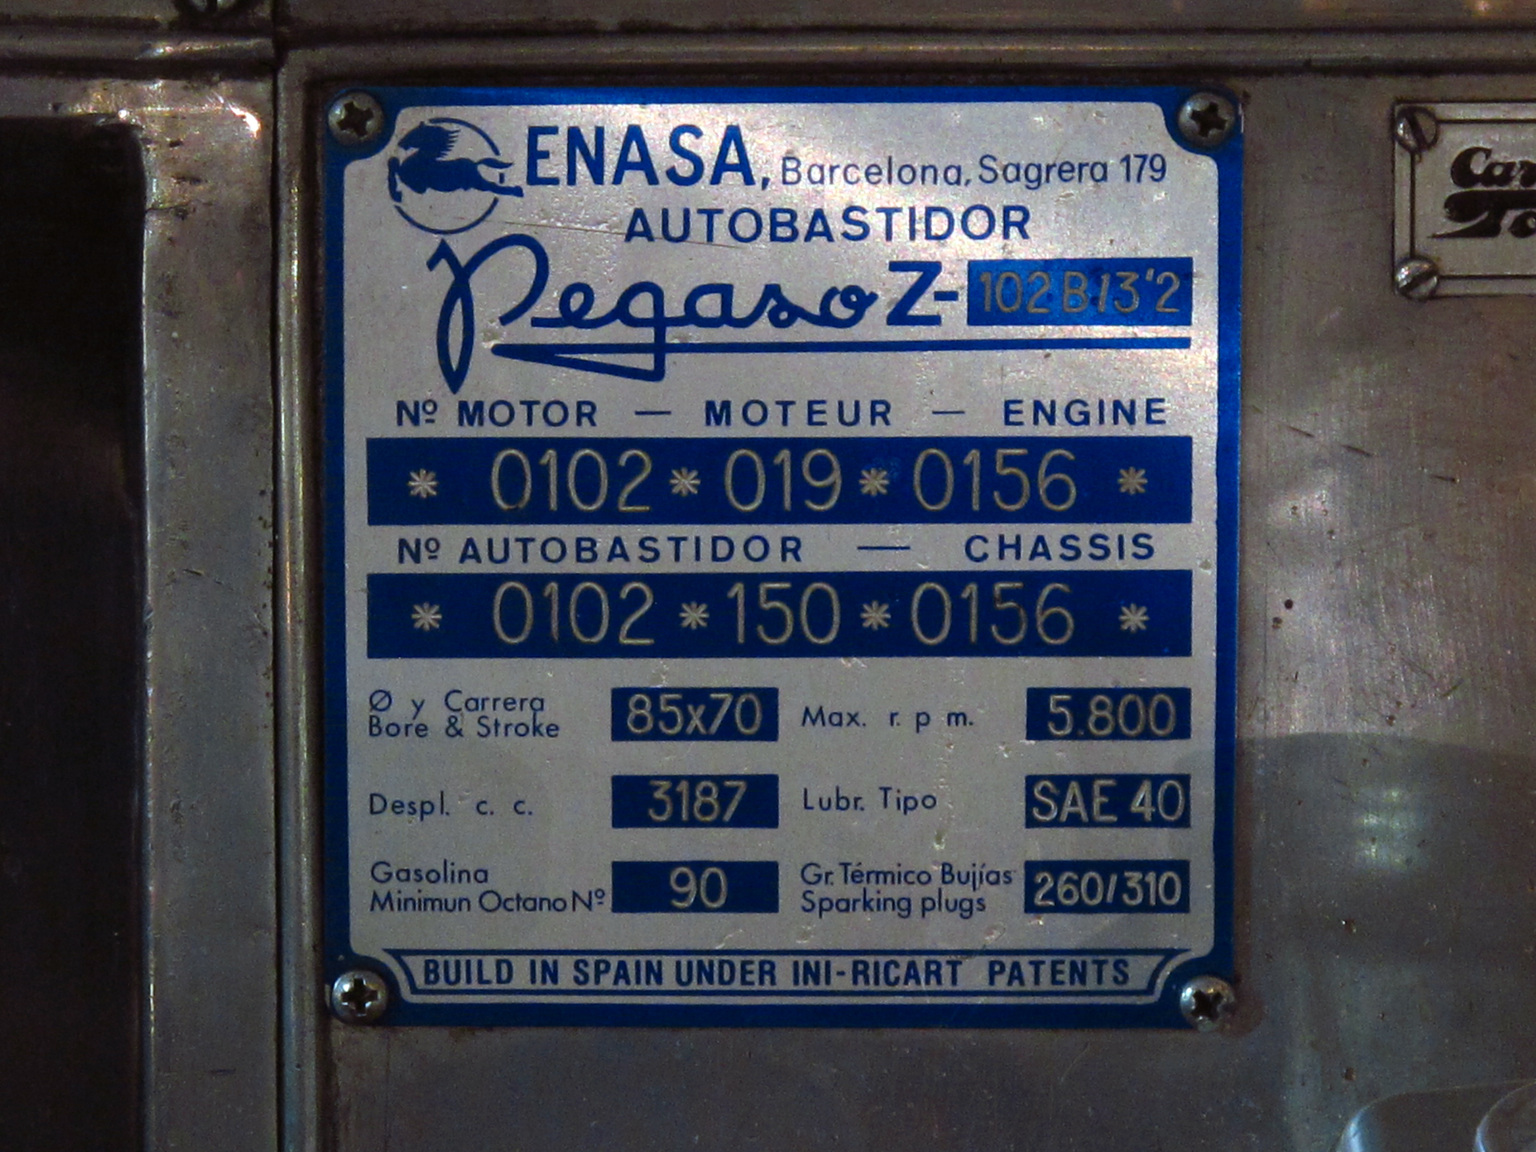 ENASA, Barcelona, Sagrera 179
AUTOBASTIDOR
Pegaso Z-102 B 13'2
Nº MOTOR — MOTEUR — ENGINE
* 0102 * 019 * 0156 *
Nº AUTOBASTIDOR — CHASSIS
* 0102 * 150 * 0156 *
Ø y Carrera
Bore & Stroke 85x70 Max. r. p m. 5.800
Despl. c. c. 3187 Lubr. Tipo SAE 40
Gasolina
Minimun Octano Nº 90
Gr. Térmico Bujías
Sparking plugs 260/310
BUILD IN SPAIN UNDER INI-RICART PATENTS